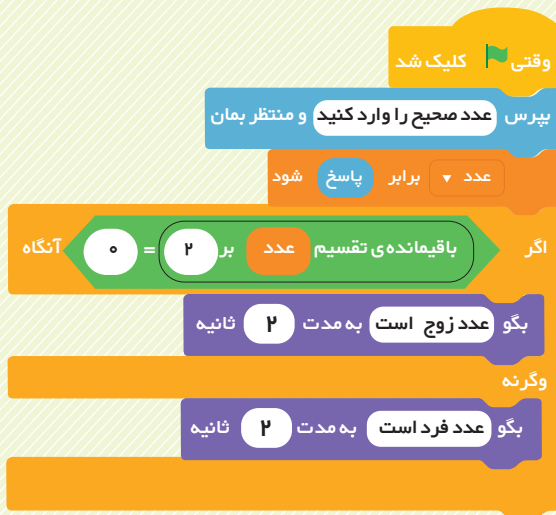 وقتی کلیک شد
بپرس عدد صحیح را وارد کنید و منتظر بمان
عدد برابر پاسخ شود
اگر باقیمانده‌ی تقسیم عدد بر ۲ = ۰ آنگاه
بگو عدد زوج است به مدت ۲ ثانیه
وگرنه
بگو عدد فرد است به مدت ۲ ثانیه